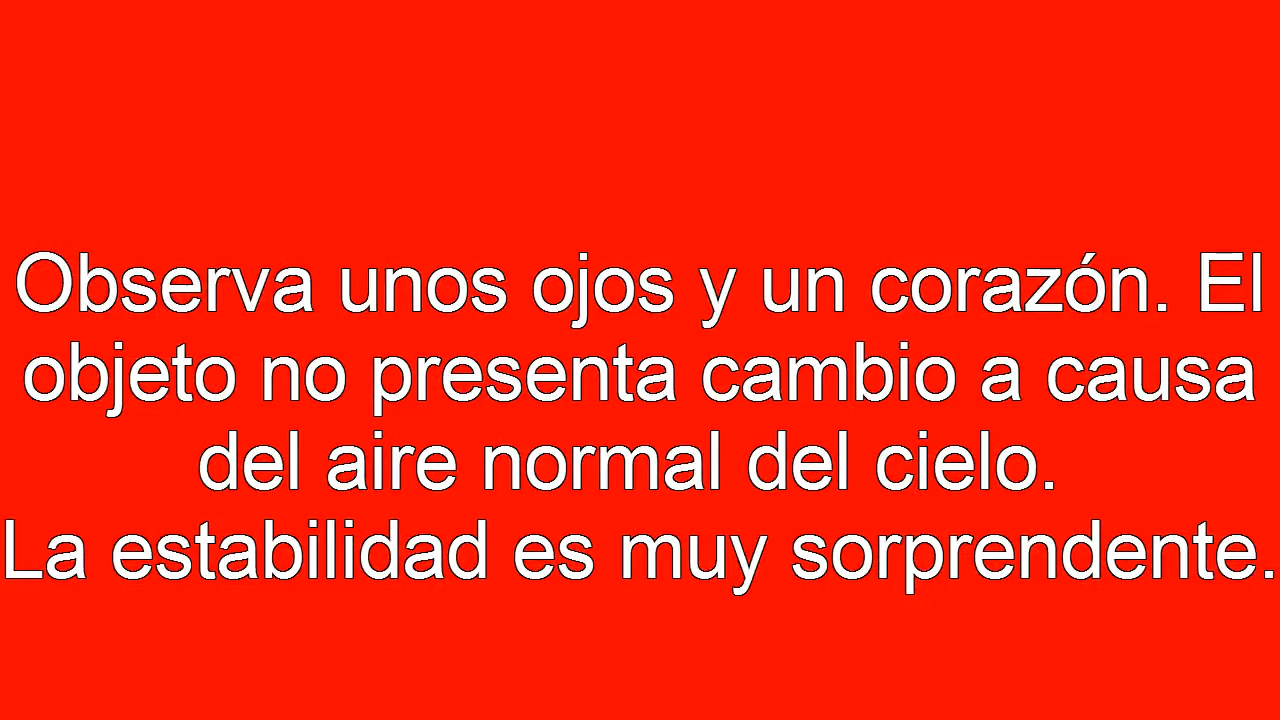 Observa unos ojos y un corazón. El
objeto no presenta cambio a causa
del aire normal del cielo.
La estabilidad es muy sorprendente.